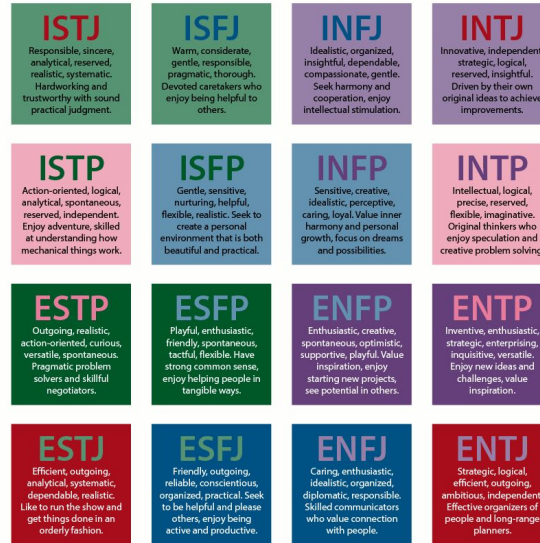 ISTJ
Responsible, sincere,
analytical, reserved,
realistic, systematic.
Hardworking and
trustworthy with sound
practical judgment.
ISFJ
Warm, considerate,
gentle, responsible,
pragmatic, thorough.
Devoted caretakers who
enjoy being helpful to
others.
INFJ
Idealistic, organized,
insightful, dependable,
compassionate, gentle.
Seek harmony and
cooperation, enjoy
intellectual stimulation.
INTJ
Innovative, independent
strategic, logical,
reserved, insightful.
Driven by their own
original ideas to achieve
improvements.
ISTP
Action-oriented, logical,
analytical, spontaneous,
reserved, independent.
Enjoy adventure, skilled
at understanding how
mechanical things work.
ISFP
Gentle, sensitive,
nurturing, helpful,
flexible, realistic. Seek to
create a personal
environment that is both
beautiful and practical.
INFP
Sensitive, creative,
idealistic, perceptive,
caring, loyal. Value inner
harmony and personal
growth, focus on dreams
and possibilities.
INTP
Intellectual, logical,
precise, reserved,
flexible, imaginative.
Original thinkers who
enjoy speculation and
creative problem solving
ESTP
Outgoing, realistic,
action-oriented, curious,
versatile, spontaneous.
Pragmatic problem
solvers and skillful
negotiators.
ESFP
Playful, enthusiastic,
friendly, spontaneous,
tactful, flexible. Have
strong common sense,
enjoy helping people in
tangible ways.
ENFP
Enthusiastic, creative,
spontaneous, optimistic,
supportive, playful. Value
inspiration, enjoy
starting new projects,
see potential in others.
ENTP
Inventive, enthusiastic,
strategic, enterprising,
inquisitive, versatile.
Enjoy new ideas and
challenges, value
inspiration.
ESTJ
Efficient, outgoing,
analytical, systematic,
dependable, realistic.
Like to run the show and
get things done in an
orderly fashion.
ESFJ
Friendly, outgoing,
reliable, conscientious,
organized, practical. Seek
to be helpful and please
others, enjoy being
active and productive.
ENFJ
Caring, enthusiastic,
idealistic, organized,
diplomatic, responsible.
Skilled communicators
who value connection
with people.
ENTJ
Strategic, logical,
efficient, outgoing,
ambitious, independent
Effective organizers of
people and long-range
planners.